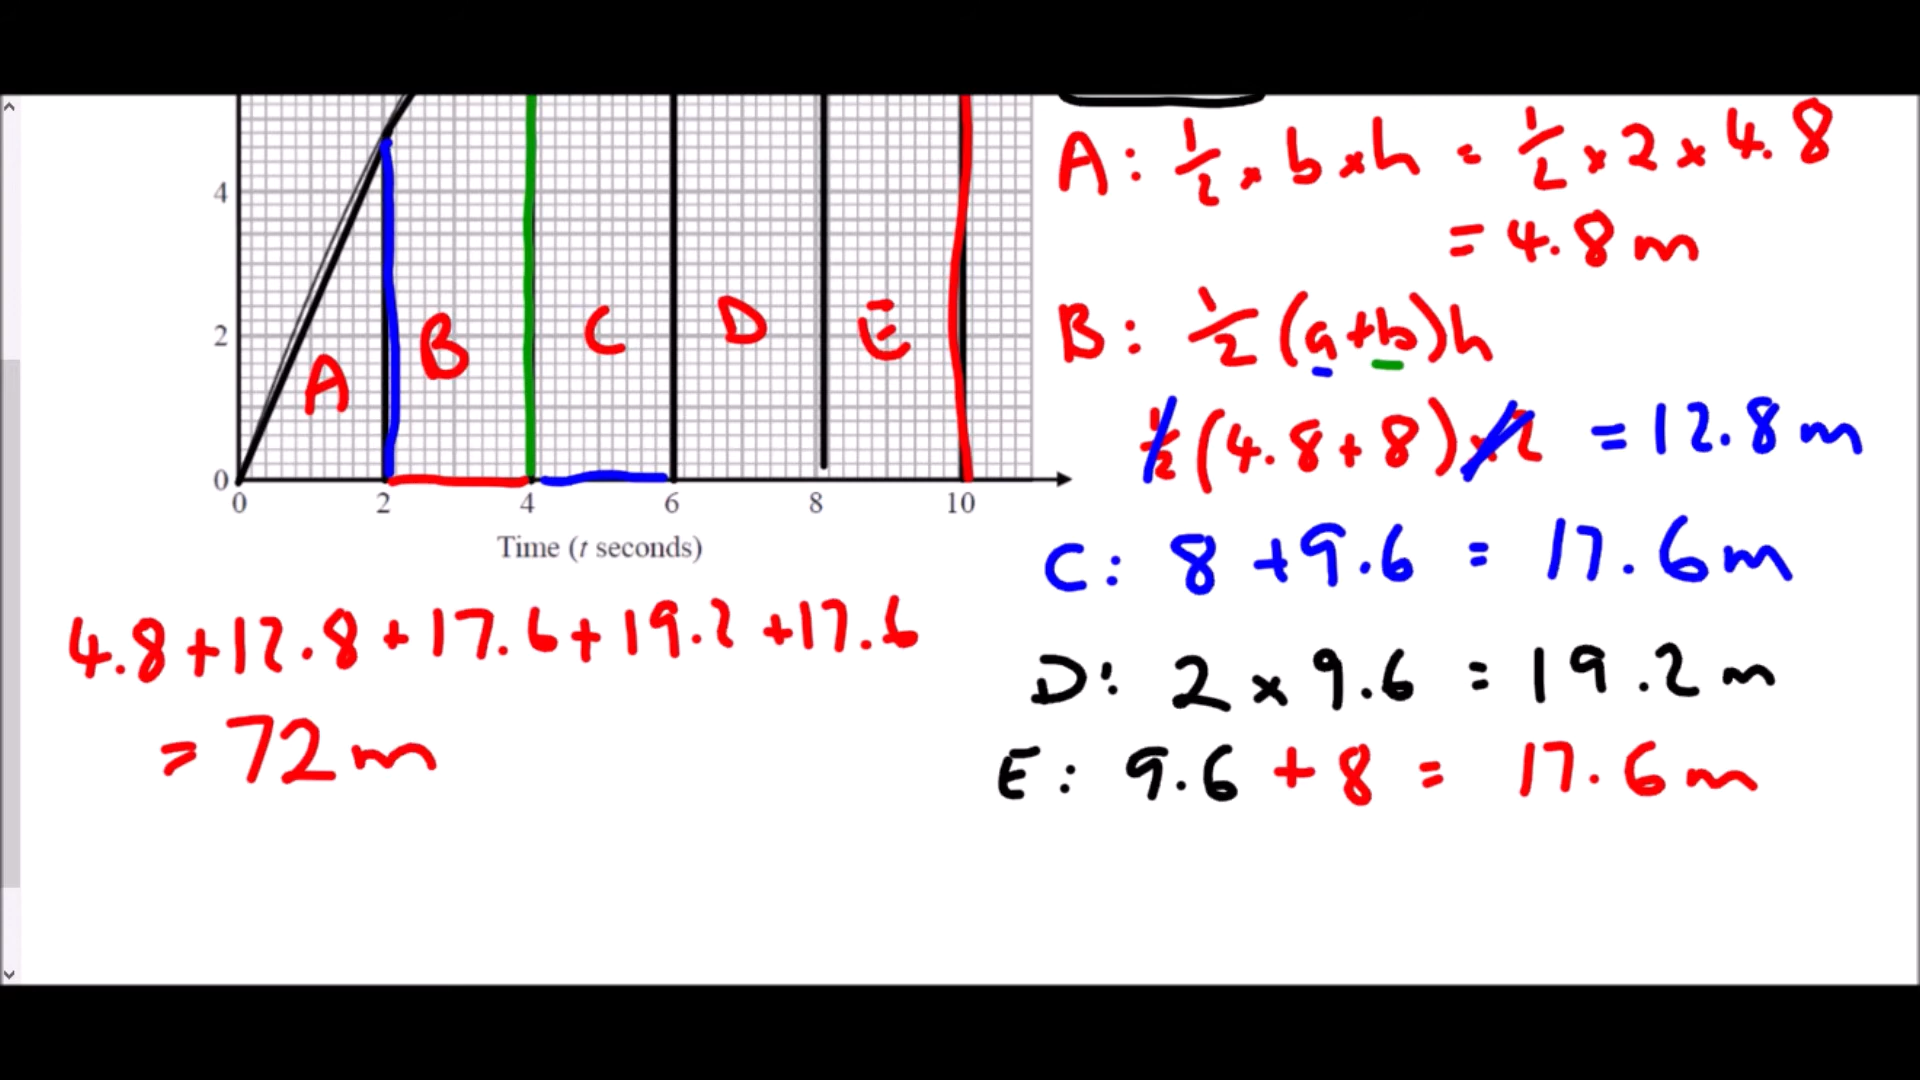 A: ½ × b × h = ½ × 2 × 4.8
= 4.8 m
B: ½ (a+b)h
½ (4.8 + 8) × 2 = 12.8 m
C: 8 + 9.6 = 17.6 m
D: 2 × 9.6 = 19.2 m
E: 9.6 + 8 = 17.6 m
4
2
0
A B C D E
0 2 4 6 8 10
Time (t seconds)
4.8 + 12.8 + 17.6 + 19.2 + 17.6
= 72 m